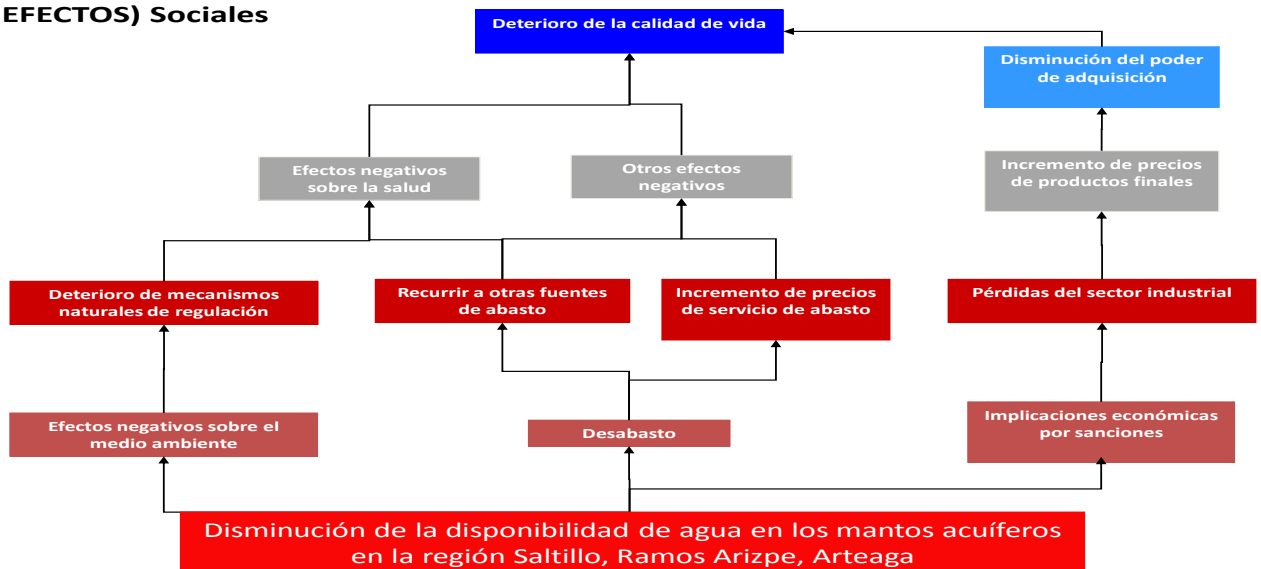 EFECTOS) Sociales
Deterioro de la calidad de vida
Disminución del poder
de adquisición
Efectos negativos
sobre la salud
Otros efectos
negativos
Incremento de precios
de productos finales
Deterioro de mecanismos
naturales de regulación
Recurrir a otras fuentes
de abasto
Incremento de precios
de servicio de abasto
Pérdidas del sector industrial
Efectos negativos sobre el
medio ambiente
Desabasto
Implicaciones económicas
por sanciones
Disminución de la disponibilidad de agua en los mantos acuíferos
en la región Saltillo, Ramos Arizpe, Arteaga